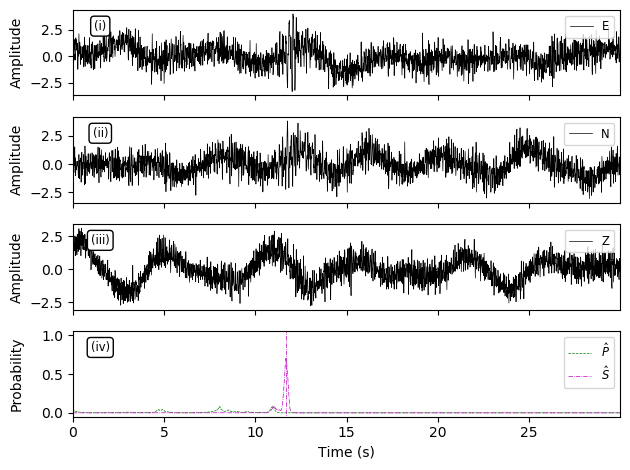 (i)
E
Amplitude
2.5
0.0
−2.5
(ii)
N
Amplitude
2.5
0.0
−2.5
(iii)
Z
Amplitude
2.5
0.0
−2.5
(iv)
P̂
Ŝ
Probability
1.0
0.5
0.0
0 5 10 15 20 25
Time (s)